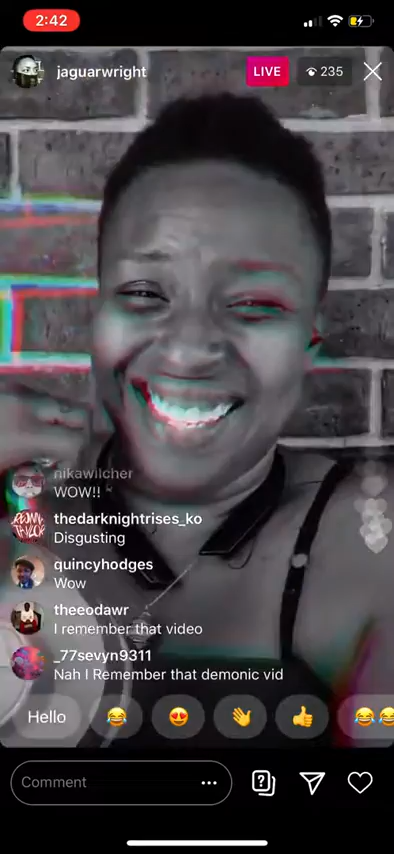 2:42
jaguarwright
LIVE
235
nikawilcher
WOW!!
thedarknightrises_ko
Disgusting
quincyhodges
Wow
theeodawr
I remember that video
_77sevyn9311
Nah I Remember that demonic vid
Hello
Comment